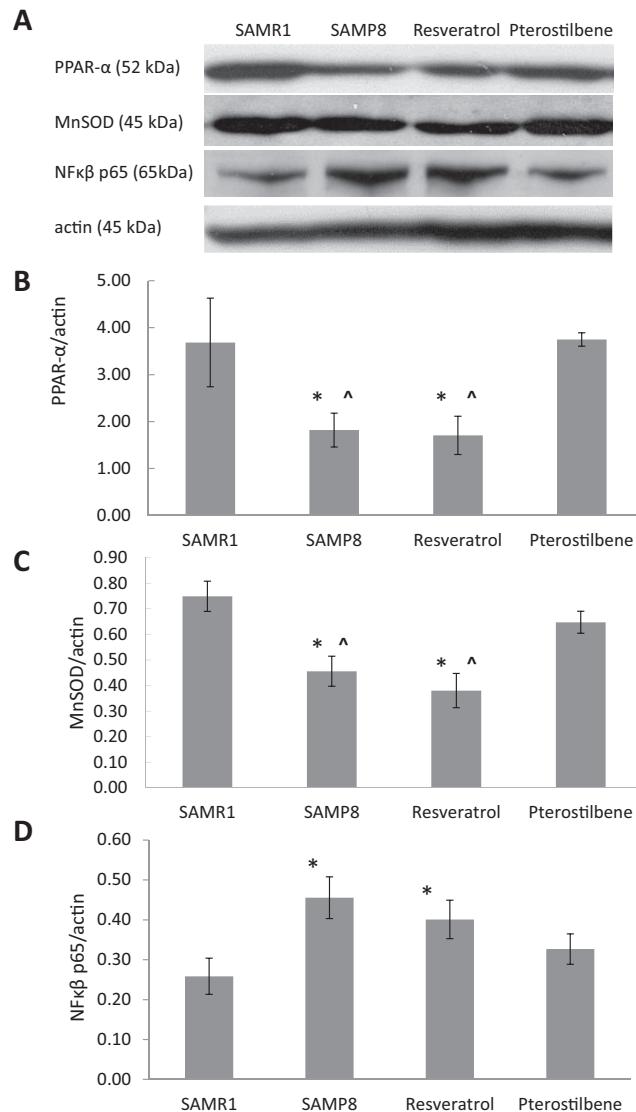 A
SAMR1 SAMP8 Resveratrol Pterostilbene
PPAR-α (52 kDa)
MnSOD (45 kDa)
NFκβ p65 (65kDa)
actin (45 kDa)
B
PPAR-α/actin
5.00
4.00
3.00
2.00
1.00
0.00
* ^ * ^
SAMR1 SAMP8 Resveratrol Pterostilbene
C
MnSOD/actin
0.90
0.80
0.70
0.60
0.50
0.40
0.30
0.20
0.10
0.00
* ^ * ^
SAMR1 SAMP8 Resveratrol Pterostilbene
D
NFκβ p65/actin
0.60
0.50
0.40
0.30
0.20
0.10
0.00
* *
SAMR1 SAMP8 Resveratrol Pterostilbene